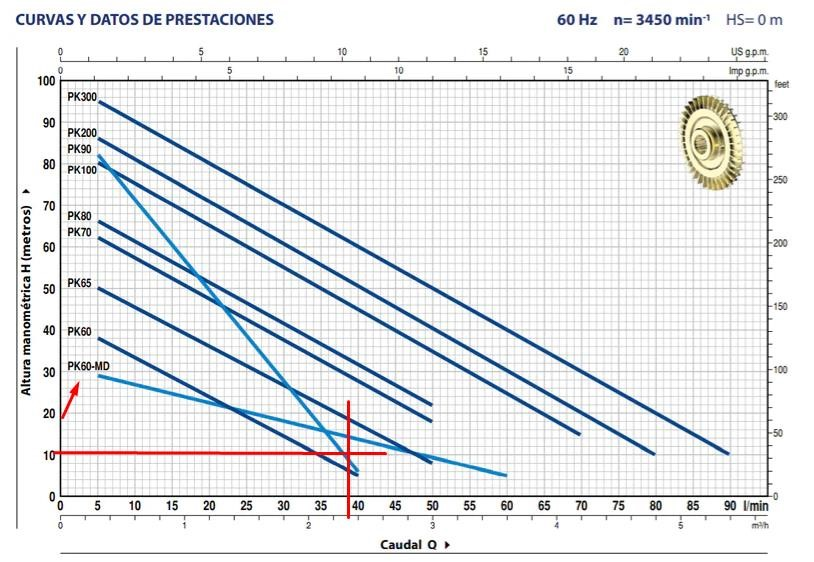 CURVAS Y DATOS DE PRESTACIONES
60 Hz n= 3450 min-1 HS= 0 m
0 5 10 15 20 US g.p.m.
0 5 10 15 Imp g.p.m.
feet
100
90
80
70
60
50
40
30
20
10
0
Altura manométrica H (metros)
PK300
PK200
PK90
PK100
PK80
PK70
PK65
PK60
PK60-MD
300
250
200
150
100
50
0
0 5 10 15 20 25 30 35 40 45 50 55 60 65 70 75 80 85 90 l/min
0 1 2 3 4 5 m³/h
Caudal Q